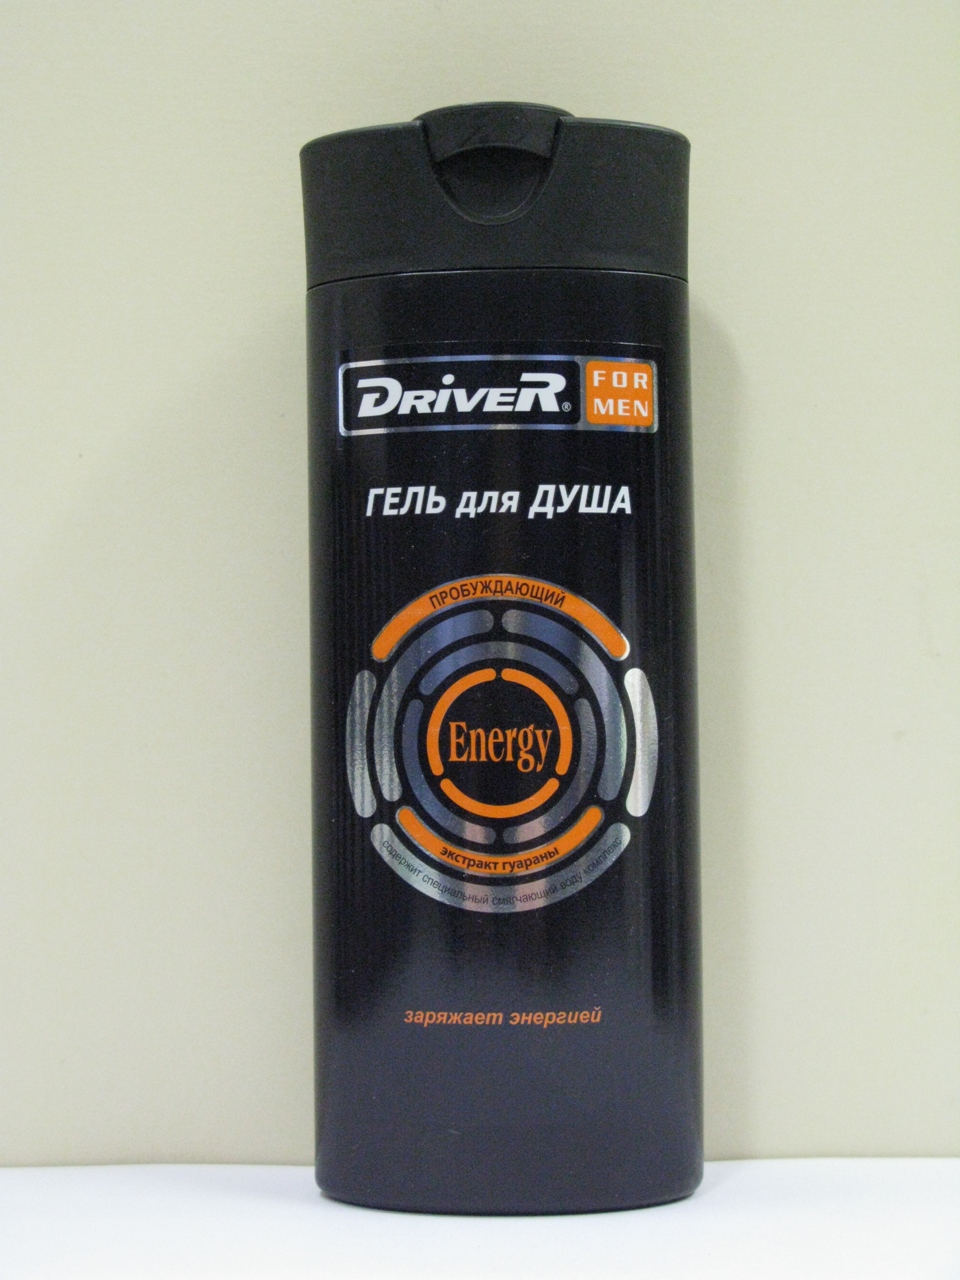 DRiVeR®
FOR
MEN
ГЕЛЬ для ДУША
ПРОБУЖДАЮЩИЙ
Energy
экстракт гуараны
содержит специальный смягчающий воду комплекс
заряжает энергией